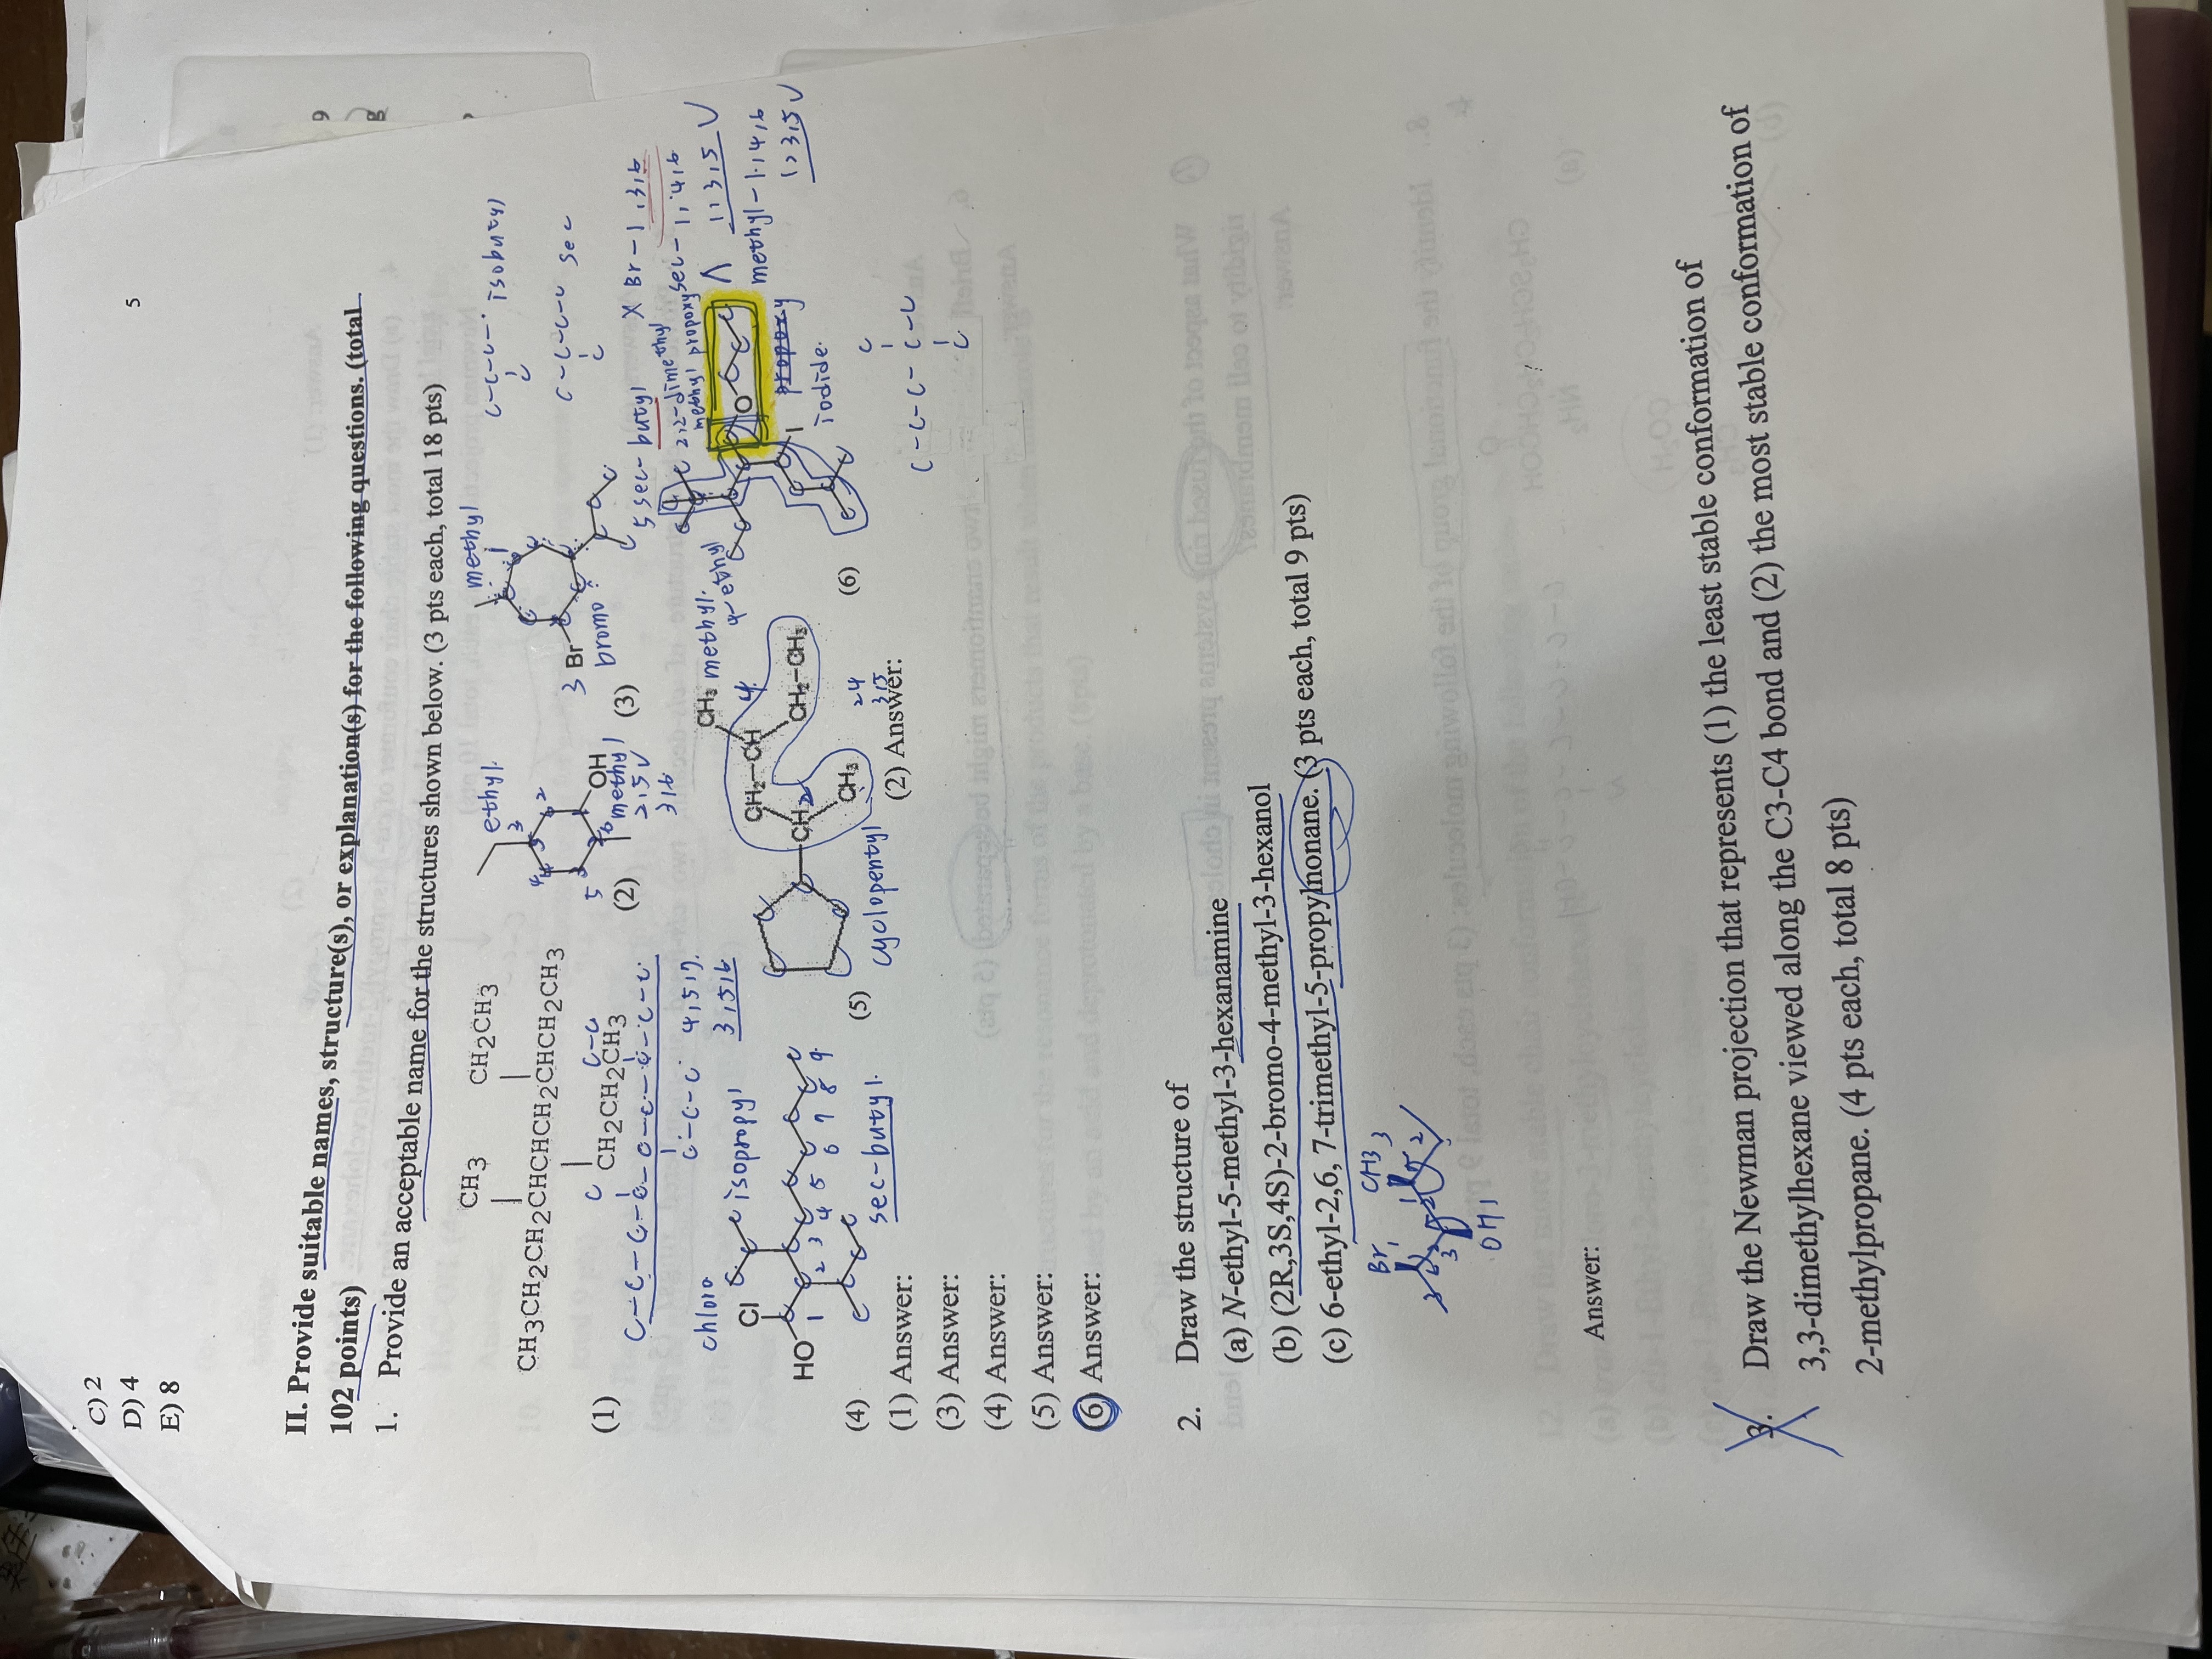 C) 2
D) 4
E) 8
5
II. Provide suitable names, structure(s), or explanation(s) for the following questions. (total
102 points)
1. Provide an acceptable name for the structures shown below. (3 pts each, total 18 pts)
CH3 CH2CH3
CH3CH2CH2CHCHCH2CHCH2CH3
CH2CH2CH3
(1)
C C-C
C-C-C-C-C-C-C-C-C
C-C-C 4,5,7.
3,5,6
ethyl.
3
2
5
6
OH
methyl
2,5 ✓
3,6
(2)
methyl
1
3 Br
bromo
(3)
5 sec-butyl
C-C-C- isobutyl
C
C-C-C-C sec
C
X Br-1,3,6
sec-1,4,6
1,3,5 V
methyl-1,4,6
1,3,5 V
chloro
Cl
isopropyl
HO
1 2 3 4 5 6 7 8 9
(4)
sec-butyl.
CH3 methyl.
CH2-CH 4
CH 2
CH2-CH3
CH3
(5)
cyclopentyl
24
35
2,2-dimethyl
methyl propoxy
4-ethyl
O
propoxy
I
iodide.
(6)
C
C-C-C-C-C
C
(1) Answer:
(2) Answer:
(3) Answer:
(4) Answer:
(5) Answer:
(6) Answer:
2. Draw the structure of
(a) N-ethyl-5-methyl-3-hexanamine
(b) (2R,3S,4S)-2-bromo-4-methyl-3-hexanol
(c) 6-ethyl-2,6, 7-trimethyl-5-propylnonane. (3 pts each, total 9 pts)
Br 1 CH3 3
3 2 3 2 1 2
OH 1
Answer:
3. Draw the Newman projection that represents (1) the least stable conformation of
3,3-dimethylhexane viewed along the C3-C4 bond and (2) the most stable conformation of
2-methylpropane. (4 pts each, total 8 pts)